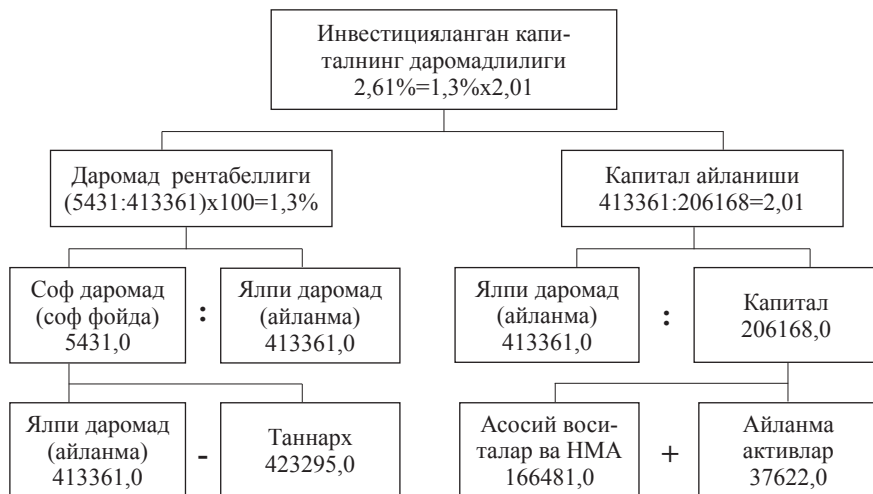 Инвестицияланган капи-
талнинг даромадлилиги
2,61%=1,3%x2,01
Даромад рентабеллиги
(5431:413361)x100=1,3%
Капитал айланиши
413361:206168=2,01
Соф даромад
(соф фойда)
5431,0
:
Ялпи даромад
(айланма)
413361,0
Ялпи даромад
(айланма)
413361,0
:
Капитал
206168,0
Ялпи даромад
(айланма)
413361,0
-
Таннарх
423295,0
Асосий воси-
талар ва НМА
166481,0
+
Айланма
активлар
37622,0